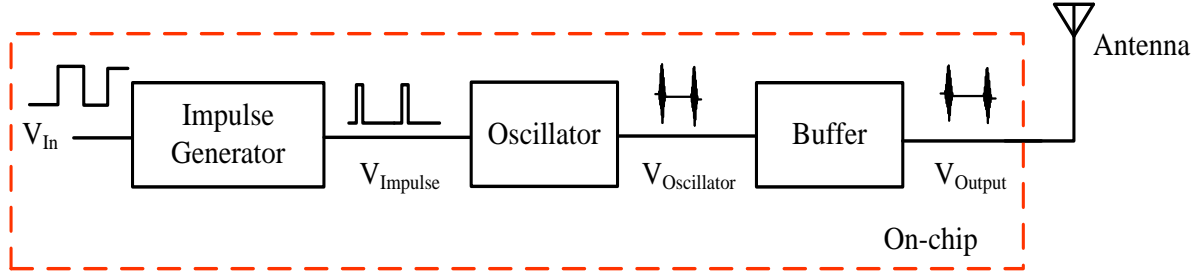 Antenna
V_In
Impulse
Generator
V_Impulse
Oscillator
V_Oscillator
Buffer
V_Output
On-chip